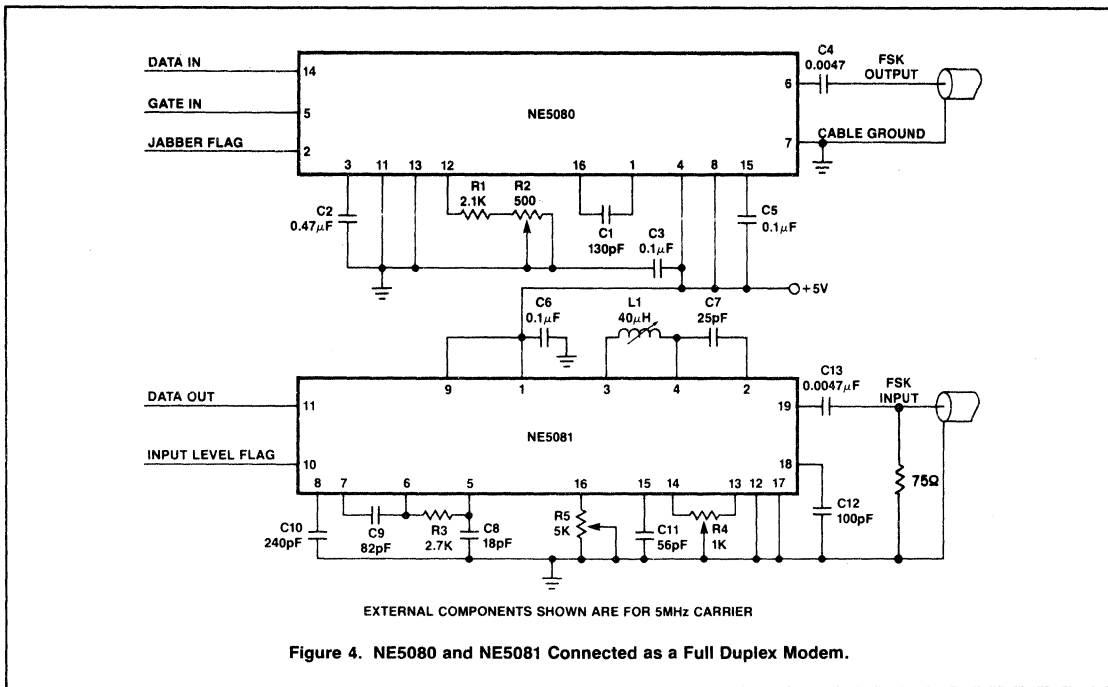 DATA IN
14
GATE IN
5
JABBER FLAG
2
NE5080
6
7
C4
0.0047
FSK
OUTPUT
CABLE GROUND
3
11
13
12
16
1
4
8
15
R1
2.1K
R2
500
C2
0.47μF
C1
130pF
C3
0.1μF
C5
0.1μF
+5V
C6
0.1μF
L1
40μH
C7
25pF
9
1
3
4
2
C13
0.0047μF
FSK
INPUT
DATA OUT
11
INPUT LEVEL FLAG
10
NE5081
19
18
8
7
6
5
16
15
14
13
12
17
75Ω
C10
240pF
C9
82pF
R3
2.7K
C8
18pF
R5
5K
C11
56pF
R4
1K
C12
100pF
EXTERNAL COMPONENTS SHOWN ARE FOR 5MHz CARRIER
Figure 4. NE5080 and NE5081 Connected as a Full Duplex Modem.